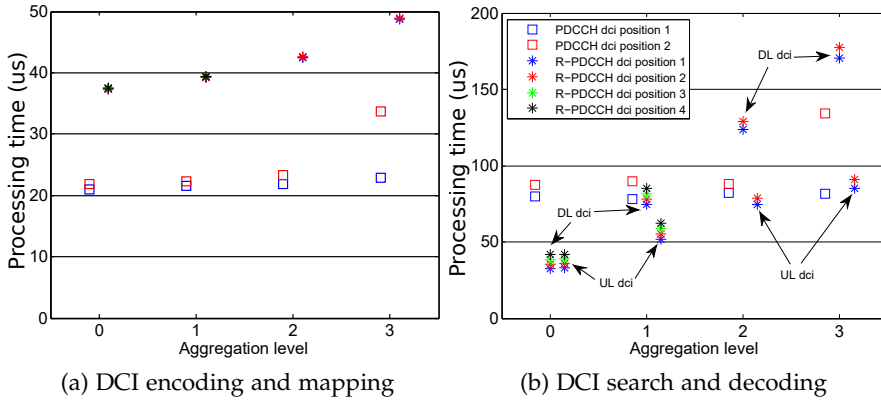 50
40
30
20
10
0
Processing time (us)
0 1 2 3
Aggregation level
(a) DCI encoding and mapping
200
150
100
50
0
Processing time (us)
PDCCH dci position 1
PDCCH dci position 2
R−PDCCH dci position 1
R−PDCCH dci position 2
R−PDCCH dci position 3
R−PDCCH dci position 4
DL dci
DL dci
UL dci
UL dci
0 1 2 3
Aggregation level
(b) DCI search and decoding